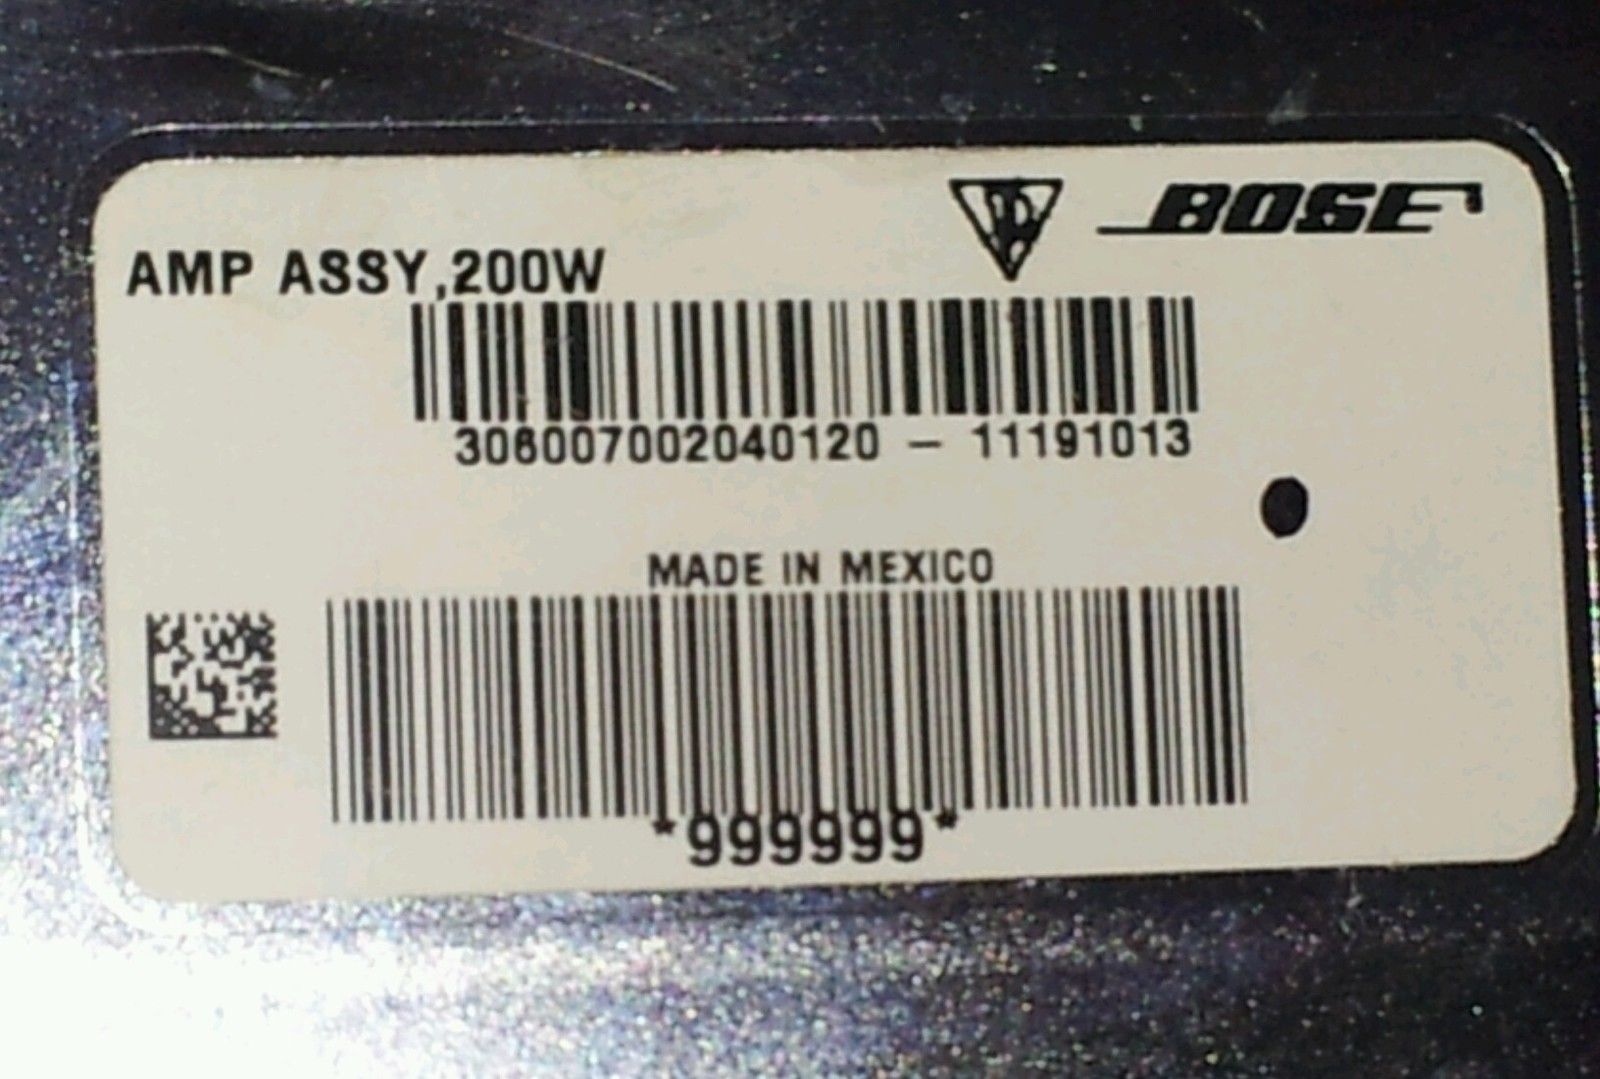 BOSE
AMP ASSY,200W
306007002040120 – 11191013
MADE IN MEXICO
*999999*